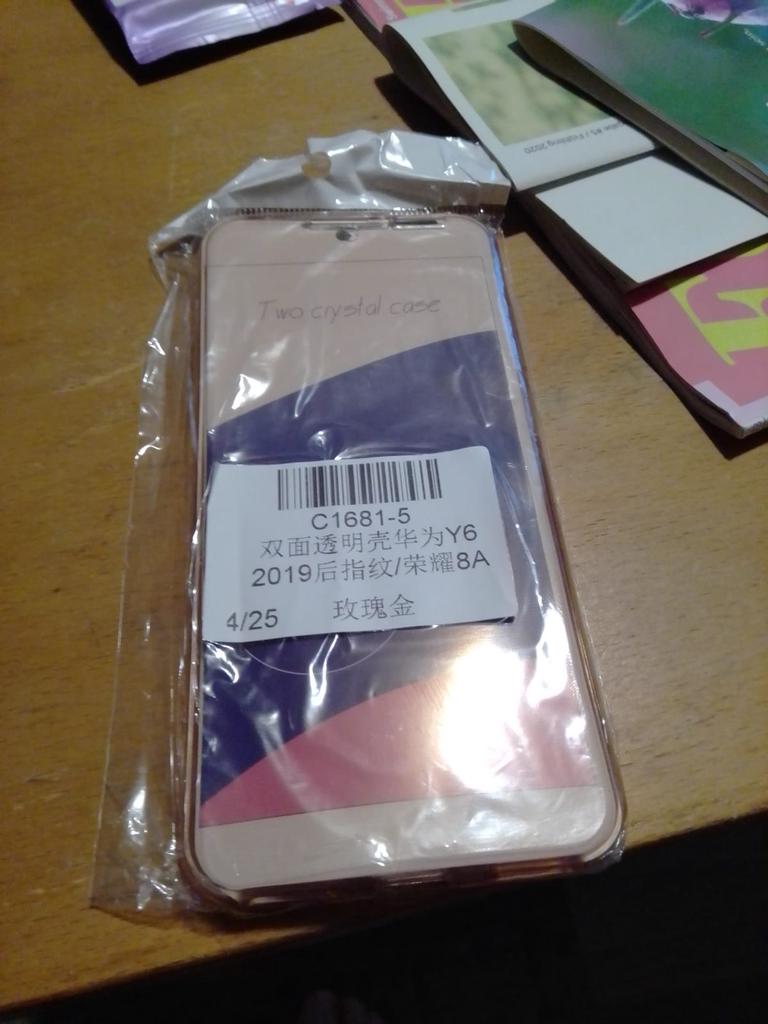 Two crystal case
C1681-5
双面透明壳华为Y6
2019后指纹/荣耀8A
4/25 玫瑰金